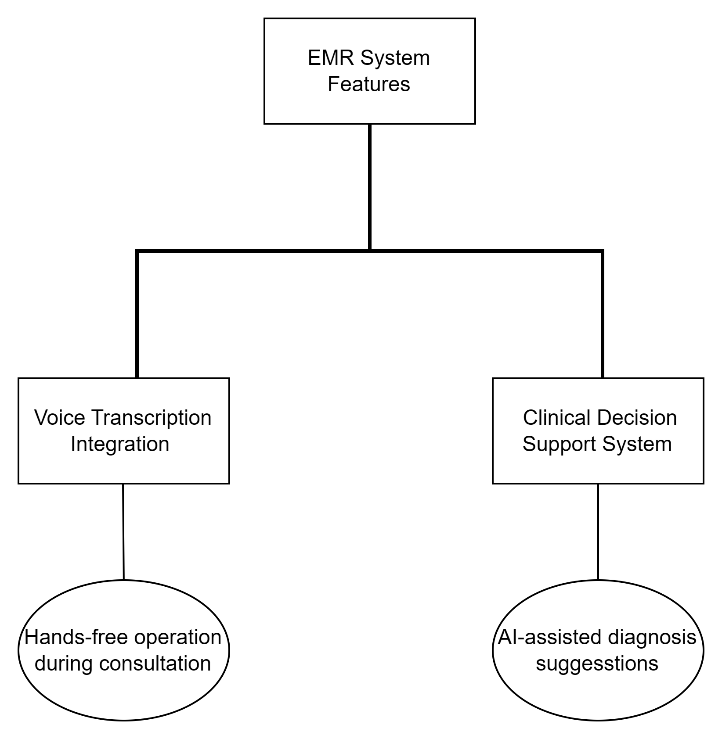 EMR System
Features
Voice Transcription
Integration
Clinical Decision
Support System
Hands-free operation
during consultation
AI-assisted diagnosis
suggesstions